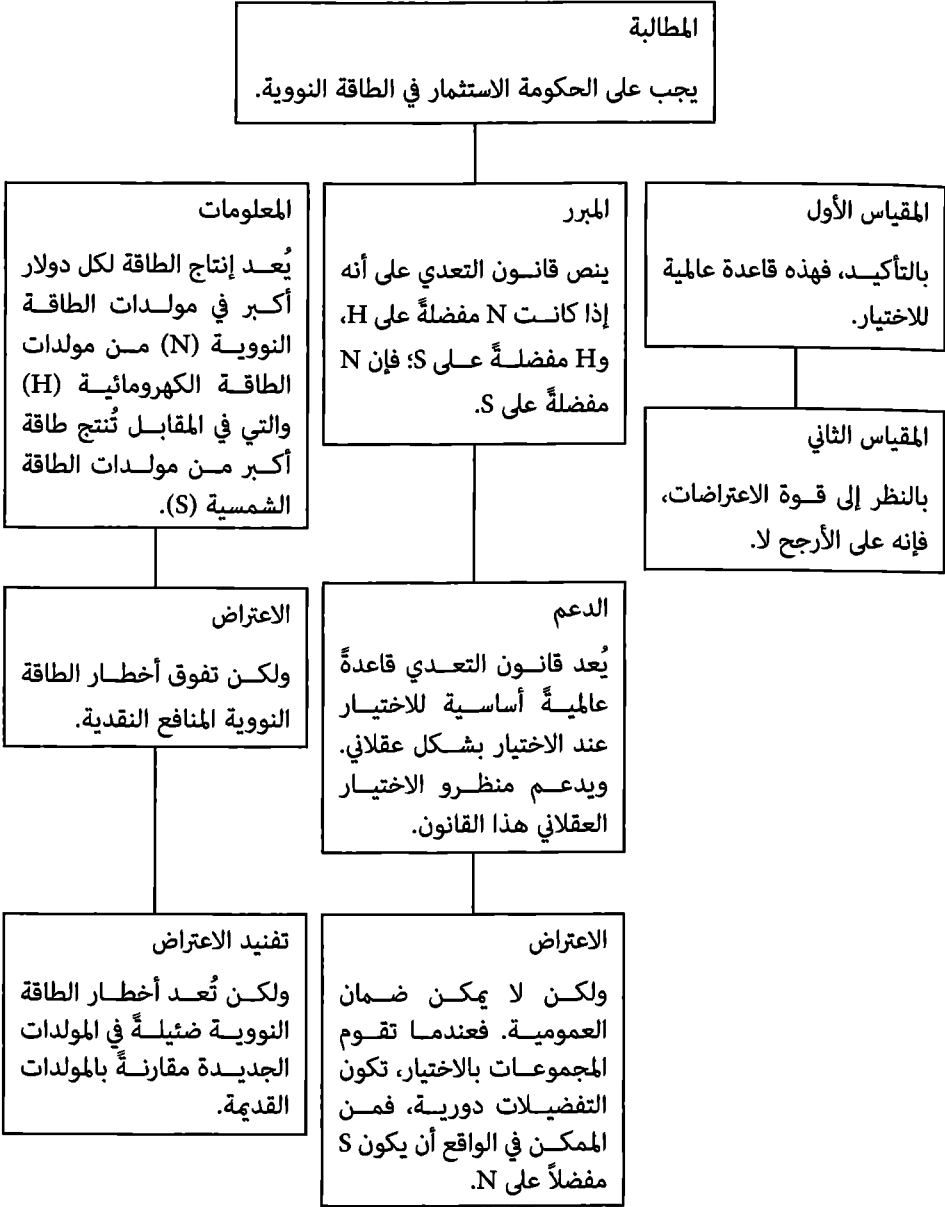 المطالبة
يجب على الحكومة الاستثمار في الطاقة النووية.
المقياس الأول
بالتأكيد، فهذه قاعدة عالمية
للاختيار.
المقياس الثاني
بالنظر إلى قوة الاعتراضات،
فإنه على الأرجح لا.
المبرر
ينص قانون التعدي على أنه
إذا كانت N مفضلةً على H،
وH مفضلةً على S؛ فإن N
مفضلةً على S.
الدعم
يُعد قانون التعدي قاعدةً
عالميةً أساسية للاختيار
عند الاختيار بشكل عقلاني.
ويدعم منظرو الاختيار
العقلاني هذا القانون.
الاعتراض
ولكن لا يمكن ضمان
العمومية. فعندما تقوم
المجموعات بالاختيار، تكون
التفضيلات دورية، فمن
الممكن في الواقع أن يكون S
مفضلاً على N.
المعلومات
يُعد إنتاج الطاقة لكل دولار
أكبر في مولدات الطاقة
النووية (N) من مولدات
الطاقة الكهرومائية (H)
والتي في المقابل تُنتج طاقة
أكبر من مولدات الطاقة
الشمسية (S).
الاعتراض
ولكن تفوق أخطار الطاقة
النووية المنافع النقدية.
تفنيد الاعتراض
ولكن تُعد أخطار الطاقة
النووية ضئيلةً في المولدات
الجديدة مقارنةً بالمولدات
القديمة.